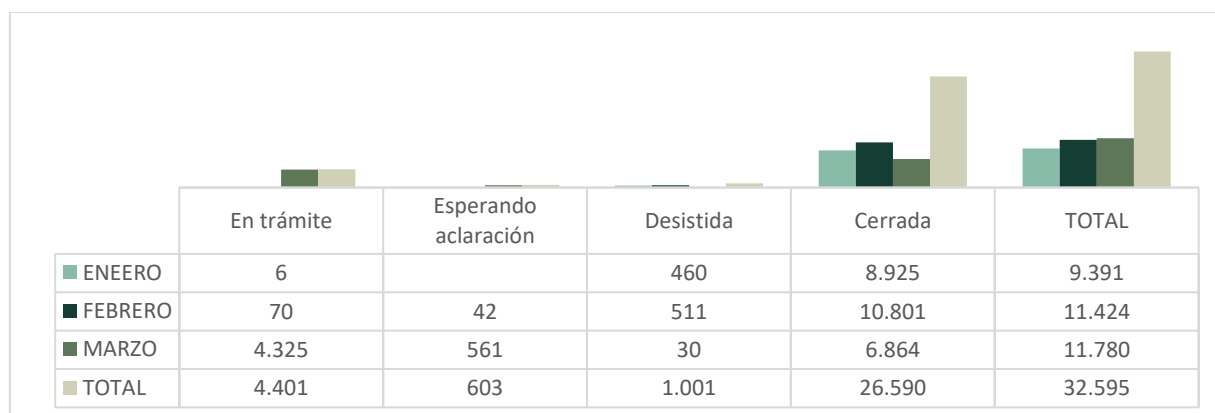 En trámite Esperando aclaración Desistida Cerrada TOTAL
ENEERO 6 460 8.925 9.391
FEBRERO 70 42 511 10.801 11.424
MARZO 4.325 561 30 6.864 11.780
TOTAL 4.401 603 1.001 26.590 32.595